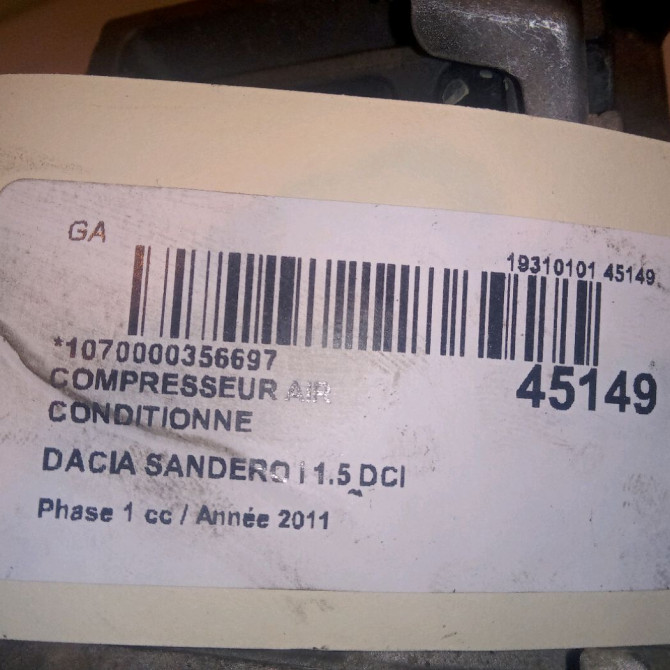 GA
19310101 45149
*1070000356697
45149
COMPRESSEUR AIR
CONDITIONNE
DACIA SANDERO I 1.5 DCI
Phase 1 cc / Année 2011